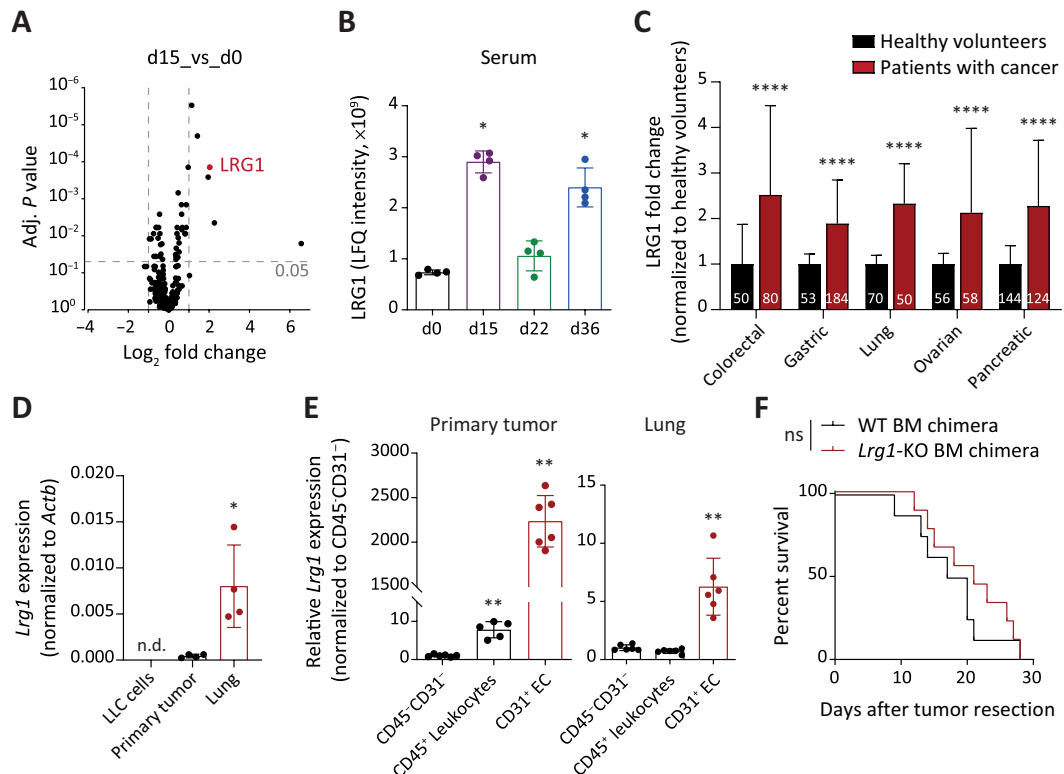 A
d15_vs_d0
Adj. P value
10⁻⁶
10⁻⁵
10⁻⁴
10⁻³
10⁻²
10⁻¹
10⁰
LRG1
0.05
−4 −2 0 2 4 6
Log₂ fold change
B
Serum
LRG1 (LFQ intensity, ×10⁹)
4
3
2
1
0
* *
d0 d15 d22 d36
C
Healthy volunteers
Patients with cancer
LRG1 fold change
(normalized to healthy volunteers)
5
4
3
2
1
0
**** **** **** **** ****
50 80 53 184 70 50 56 58 144 124
Colorectal Gastric Lung Ovarian Pancreatic
D
Lrg1 expression
(normalized to Actb)
0.020
0.015
0.010
0.005
0.000
n.d.
*
LLC cells Primary tumor Lung
E
Relative Lrg1 expression
(normalized to CD45⁻CD31⁻)
Primary tumor
3000
2500
2000
1500
10
0
** **
CD45⁻CD31⁻ CD45⁺ leukocytes CD31⁺ EC
Lung
15
10
5
0
**
CD45⁻CD31⁻ CD45⁺ leukocytes CD31⁺ EC
F
ns
WT BM chimera
Lrg1-KO BM chimera
Percent survival
100
50
0
0 10 20 30
Days after tumor resection